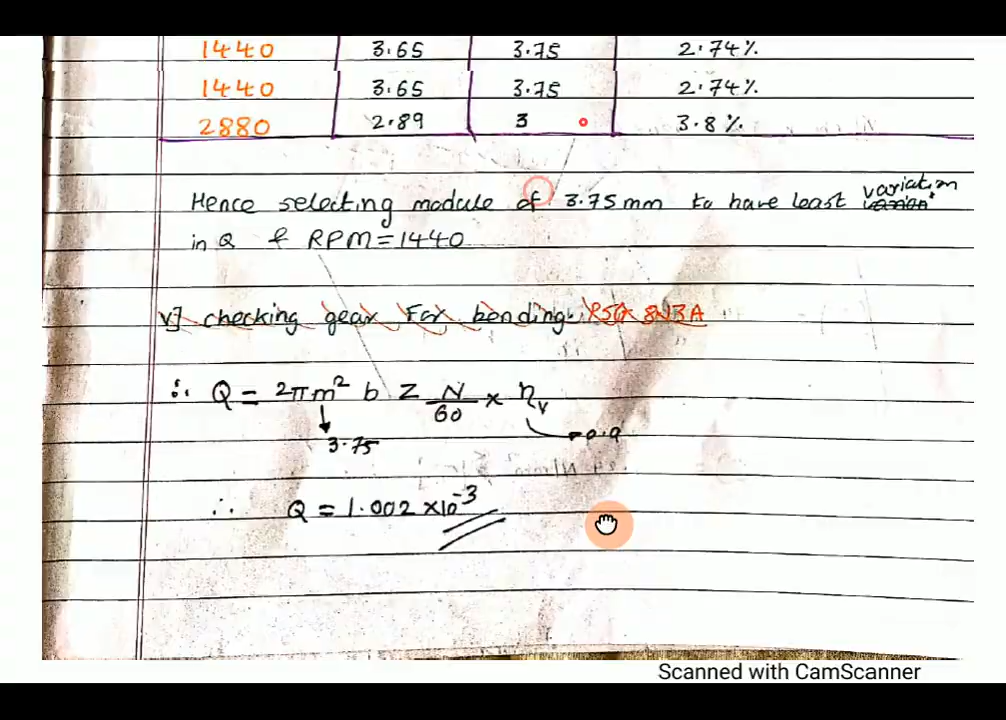 1440 3.65 3.75 2.74%
1440 3.65 3.75 2.74%
2880 2.89 3 3.8%
Hence selecting module of 3.75mm to have least variation
in Q & RPM=1440
v] checking gear For bending:
∴ Q = 2πm² b Z N/60 × ηv
3.75 0.9
∴ Q = 1.002 ×10⁻³
Scanned with CamScanner